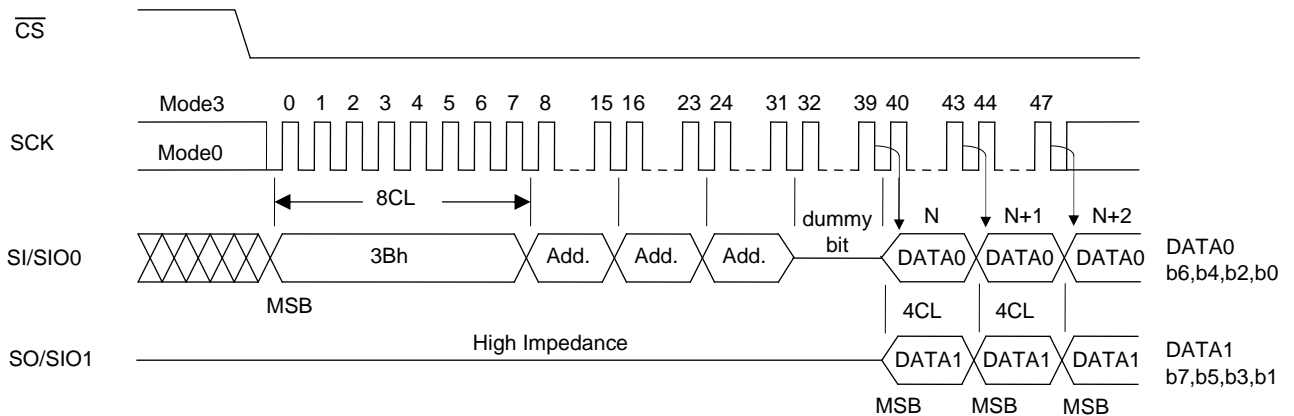 CS
Mode3 0 1 2 3 4 5 6 7 8 15 16 23 24 31 32 39 40 43 44 47
SCK
Mode0
8CL
dummy
bit
N N+1 N+2
SI/SIO0 3Bh Add. Add. Add. DATA0 DATA0 DATA0
DATA0
b6,b4,b2,b0
MSB
4CL 4CL
High Impedance
SO/SIO1 DATA1 DATA1 DATA1
DATA1
b7,b5,b3,b1
MSB MSB MSB